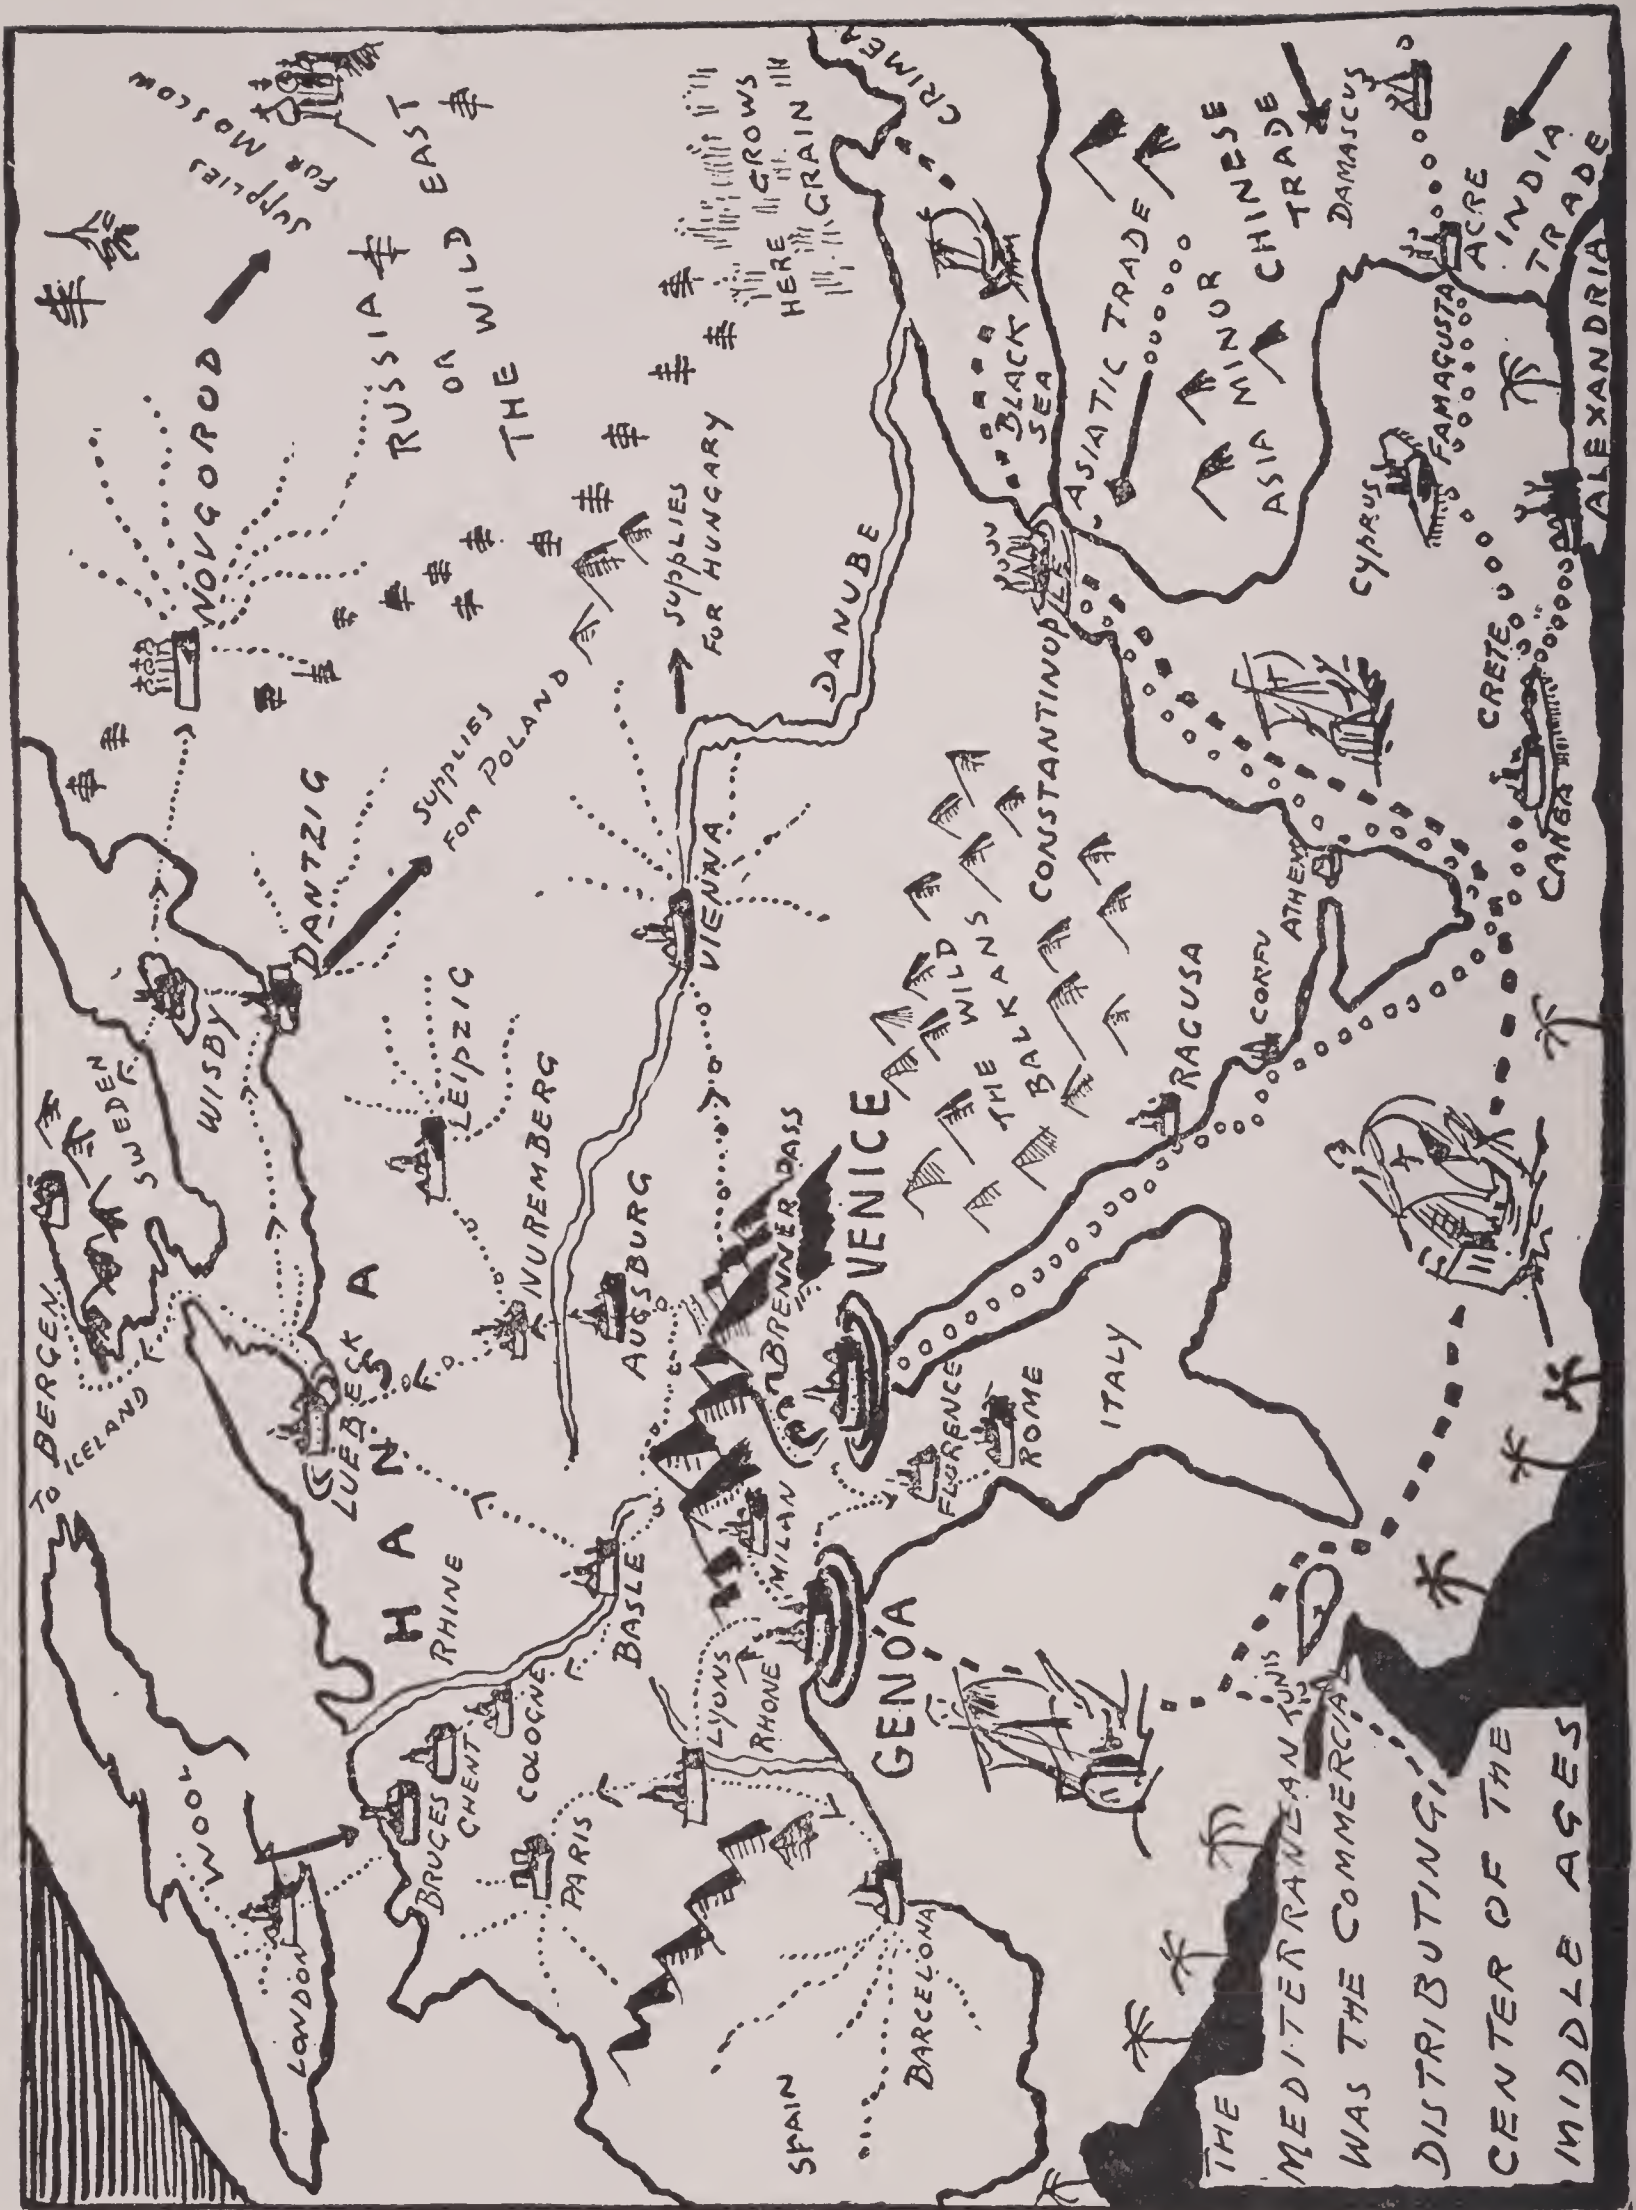 TO BERGEN
ICELAND
SWEDEN
WISBY
NOVGOROD
SUPPLIES
FOR MOSCOW
RUSSIA
OR
THE WILD EAST
DANTZIG
SUPPLIES
FOR POLAND
WOOL
LONDON
LUEBECK
HANSA
RHINE
BRUGES
GHENT
COLOGNE
PARIS
LEIPZIG
NUREMBERG
AUGSBURG
BASLE
VIENNA
SUPPLIES
FOR HUNGARY
HERE GROWS
GRAIN
DANUBE
CRIMEA
LYONS
RHONE
MILAN
BRENNER PASS
VENICE
GENOA
FLORENCE
ROME
ITALY
THE WILD
BALKANS
RAGUSA
CORFU
ATHENS
CONSTANTINOPLE
BLACK
SEA
ASIATIC TRADE
ASIA MINOR
CHINESE
TRADE
DAMASCUS
ACRE
INDIA
TRADE
FAMAGUSTA
CYPRUS
CRETE
CANEA
ALEXANDRIA
SPAIN
BARCELONA
TUNIS
THE
MEDITERRANEAN
WAS THE COMMERCIAL
DISTRIBUTING
CENTER OF THE
MIDDLE AGES